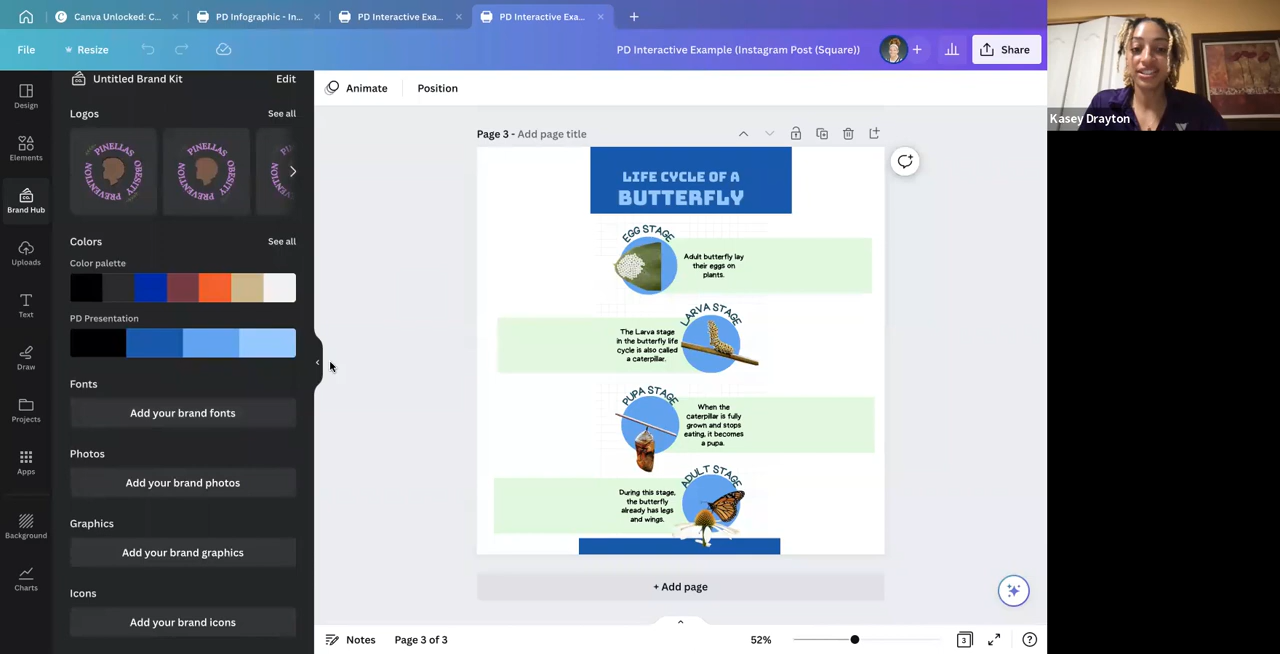 Canva Unlocked: C...
PD Infographic - In...
PD Interactive Exa...
PD Interactive Exa...
File
Resize
PD Interactive Example (Instagram Post (Square))
Share
Kasey Drayton
Design
Elements
Brand Hub
Uploads
Text
Draw
Projects
Apps
Background
Charts
Untitled Brand Kit
Edit
Logos
See all
PINELLAS OBESITY PREVENTION
PINELLAS OBESITY PREVENTION
Colors
See all
Color palette
PD Presentation
Fonts
Add your brand fonts
Photos
Add your brand photos
Graphics
Add your brand graphics
Icons
Add your brand icons
Animate
Position
Page 3 - Add page title
LIFE CYCLE OF A
BUTTERFLY
EGG STAGE
Adult butterfly lay
their eggs on
plants.
LARVA STAGE
The Larva stage
in the butterfly life
cycle is also called
a caterpillar.
PUPA STAGE
When the
caterpillar is fully
grown and stops
eating, it becomes
a pupa.
ADULT STAGE
During this stage,
the butterfly
already has legs
and wings.
+ Add page
Notes
Page 3 of 3
52%
3